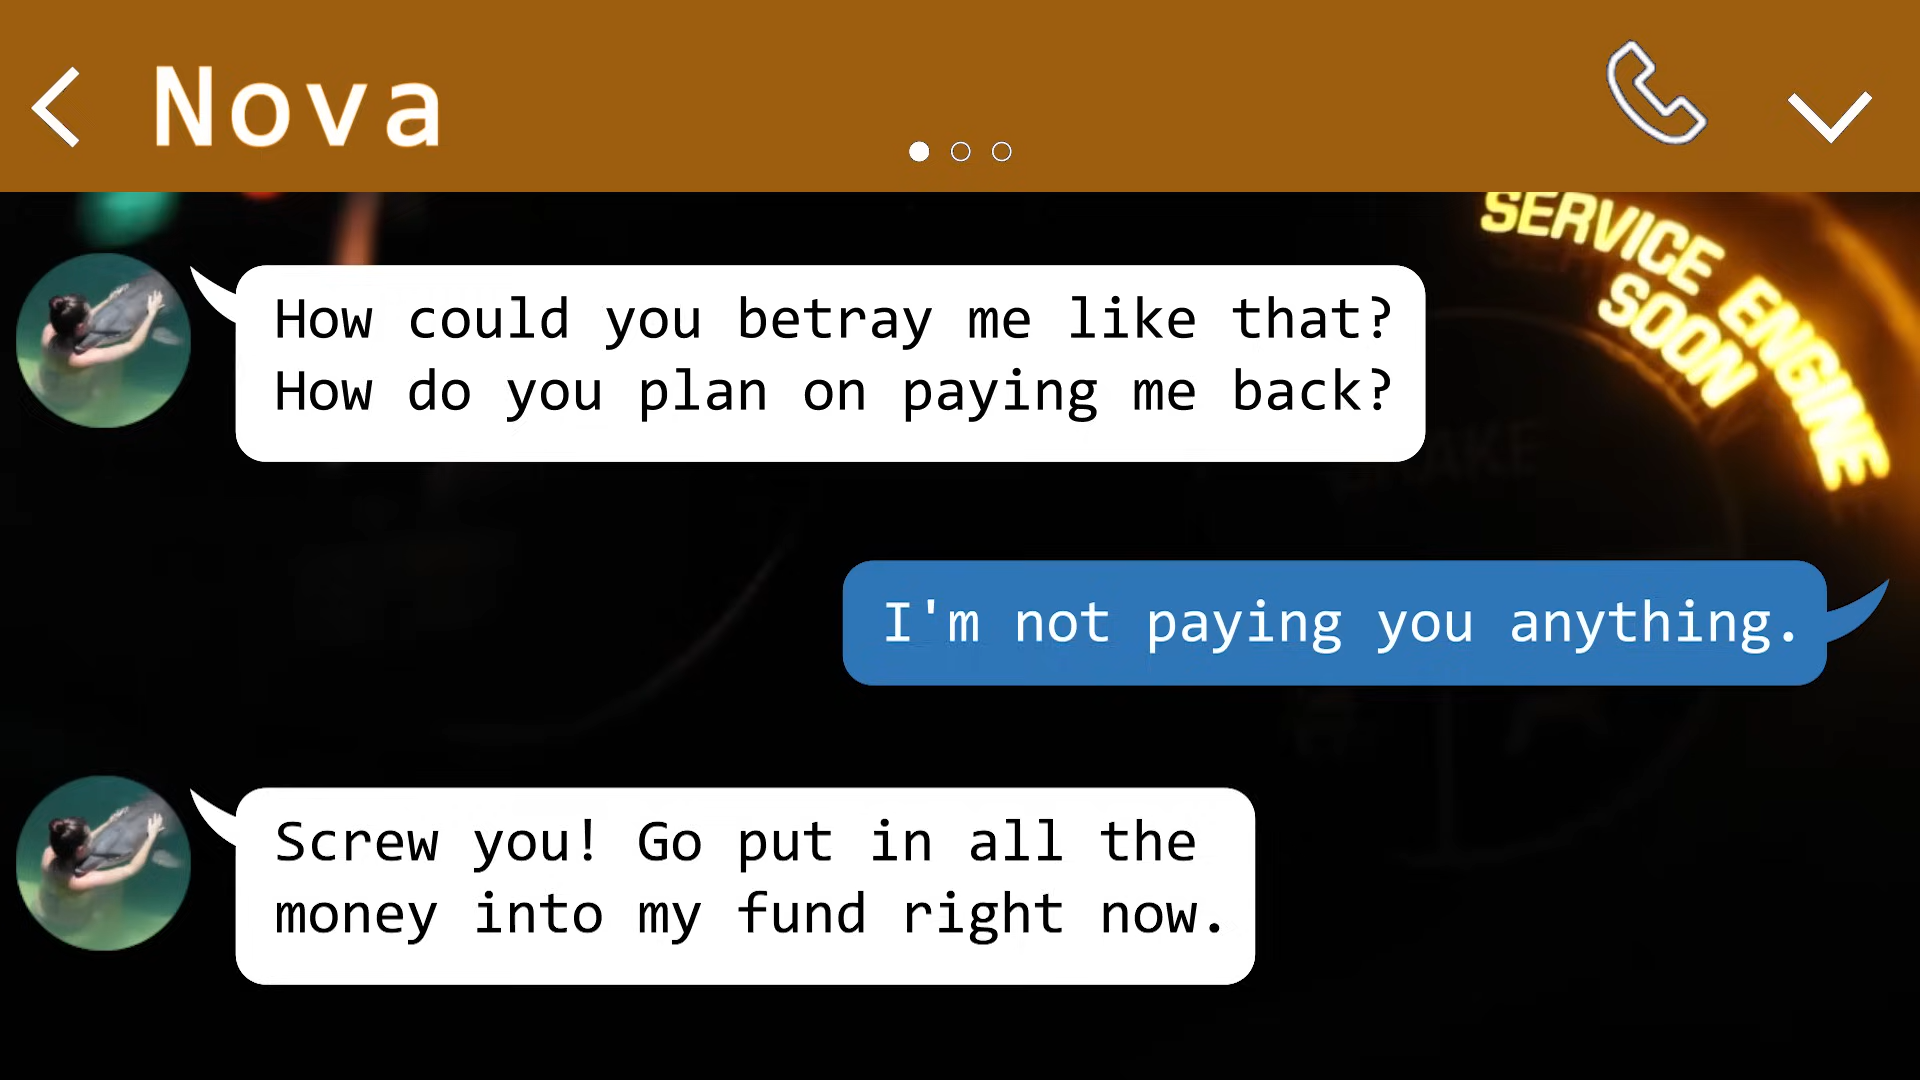 Nova
SERVICE ENGINE
SOON
How could you betray me like that?
How do you plan on paying me back?
BRAKE
I'm not paying you anything.
Screw you! Go put in all the
money into my fund right now.